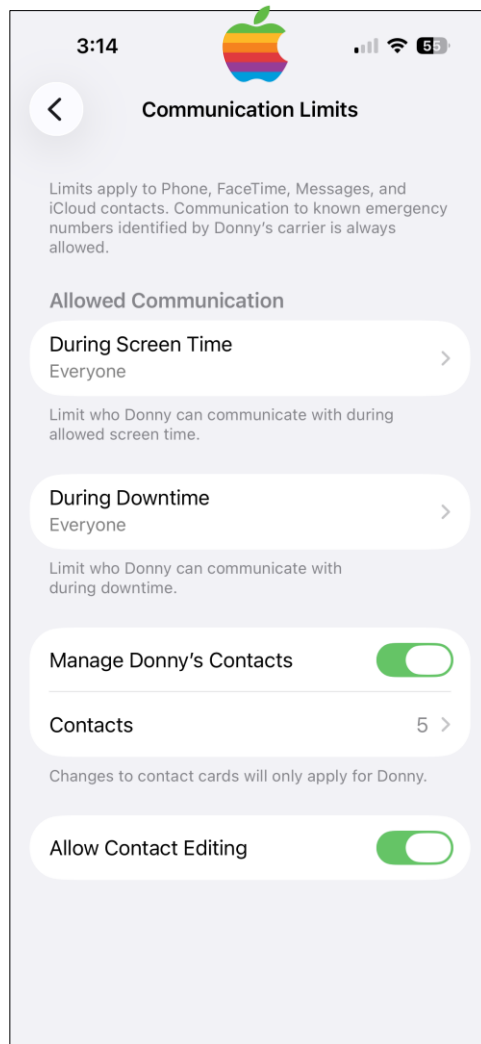 3:14
55
Communication Limits
Limits apply to Phone, FaceTime, Messages, and
iCloud contacts. Communication to known emergency
numbers identified by Donny's carrier is always
allowed.
Allowed Communication
During Screen Time
Everyone
Limit who Donny can communicate with during
allowed screen time.
During Downtime
Everyone
Limit who Donny can communicate with
during downtime.
Manage Donny's Contacts
Contacts 5
Changes to contact cards will only apply for Donny.
Allow Contact Editing